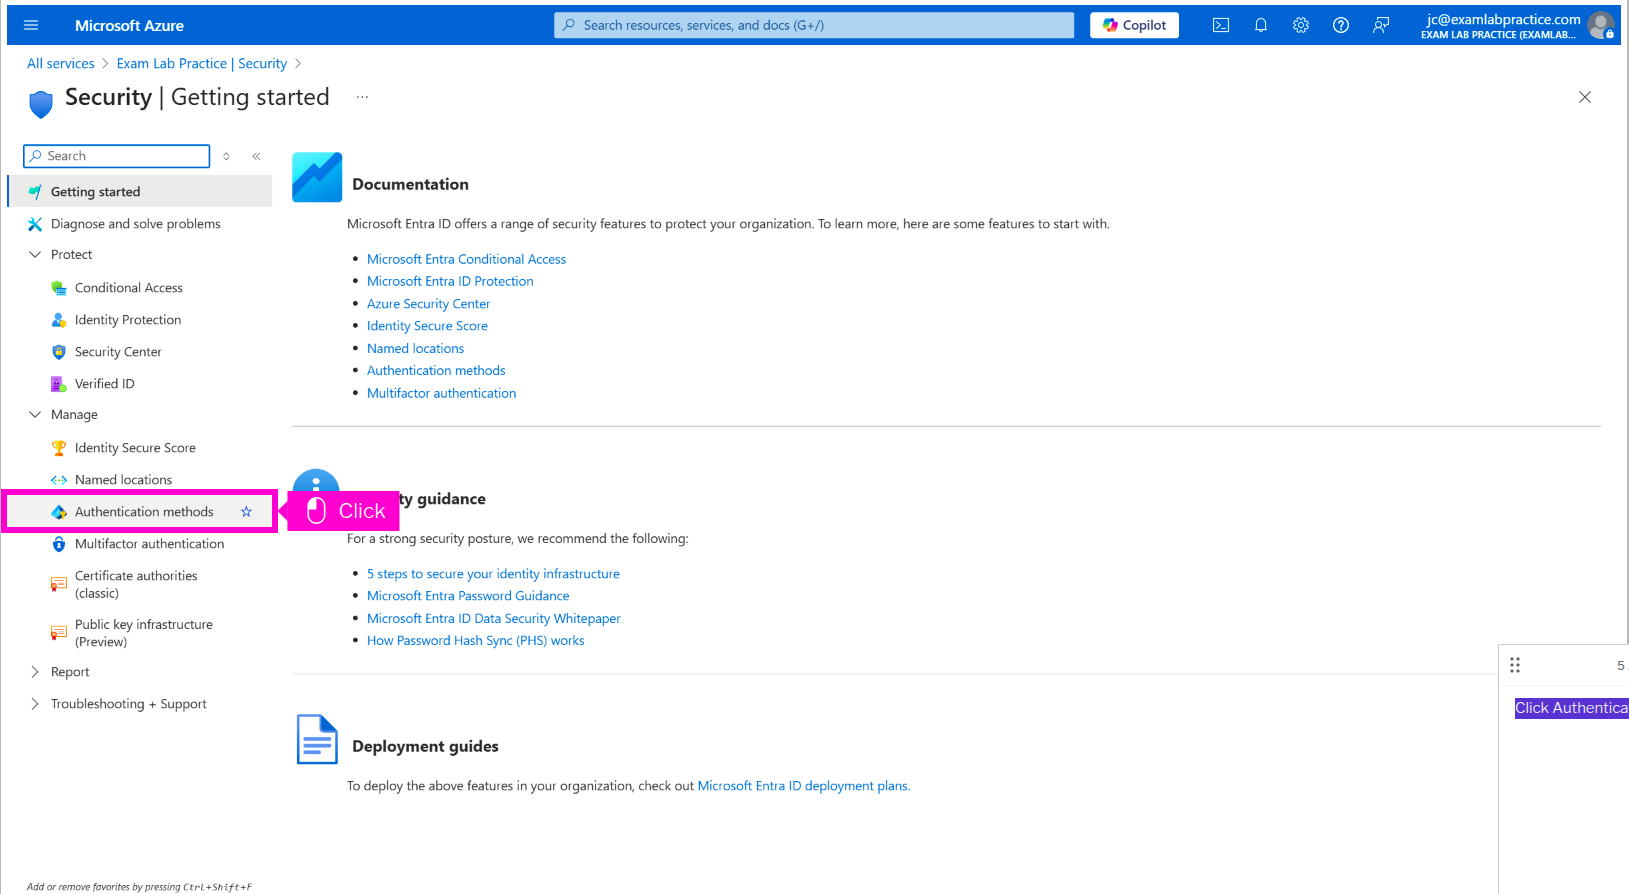 Microsoft Azure
Search resources, services, and docs (G+/)
Copilot
jc@examlabpractice.com
EXAM LAB PRACTICE (EXAMLAB...
All services > Exam Lab Practice | Security >
Security | Getting started ...
Search
Getting started
Diagnose and solve problems
Protect
Conditional Access
Identity Protection
Security Center
Verified ID
Manage
Identity Secure Score
Named locations
Authentication methods
Multifactor authentication
Certificate authorities
(classic)
Public key infrastructure
(Preview)
Report
Troubleshooting + Support
Add or remove favorites by pressing Ctrl+Shift+F
Documentation
Microsoft Entra ID offers a range of security features to protect your organization. To learn more, here are some features to start with.
• Microsoft Entra Conditional Access
• Microsoft Entra ID Protection
• Azure Security Center
• Identity Secure Score
• Named locations
• Authentication methods
• Multifactor authentication
Click
ty guidance
For a strong security posture, we recommend the following:
• 5 steps to secure your identity infrastructure
• Microsoft Entra Password Guidance
• Microsoft Entra ID Data Security Whitepaper
• How Password Hash Sync (PHS) works
Deployment guides
To deploy the above features in your organization, check out Microsoft Entra ID deployment plans.
5
Click Authentica